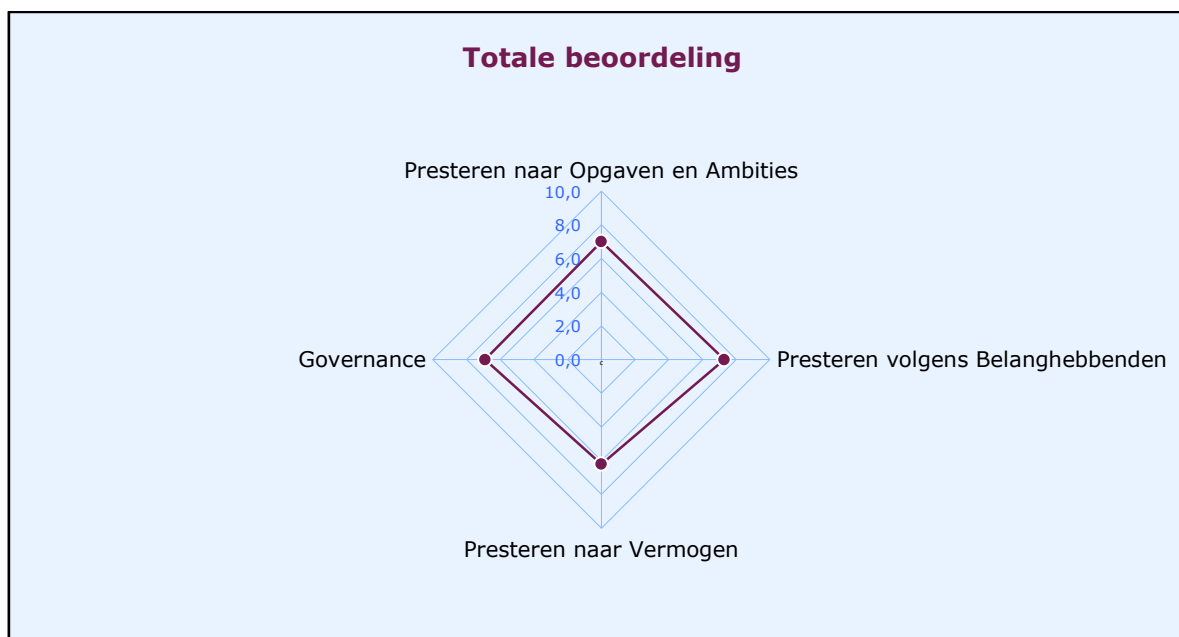 Totale beoordeling
Presteren naar Opgaven en Ambities
10,0
8,0
6,0
4,0
2,0
0,0
c
Governance
Presteren volgens Belanghebbenden
Presteren naar Vermogen